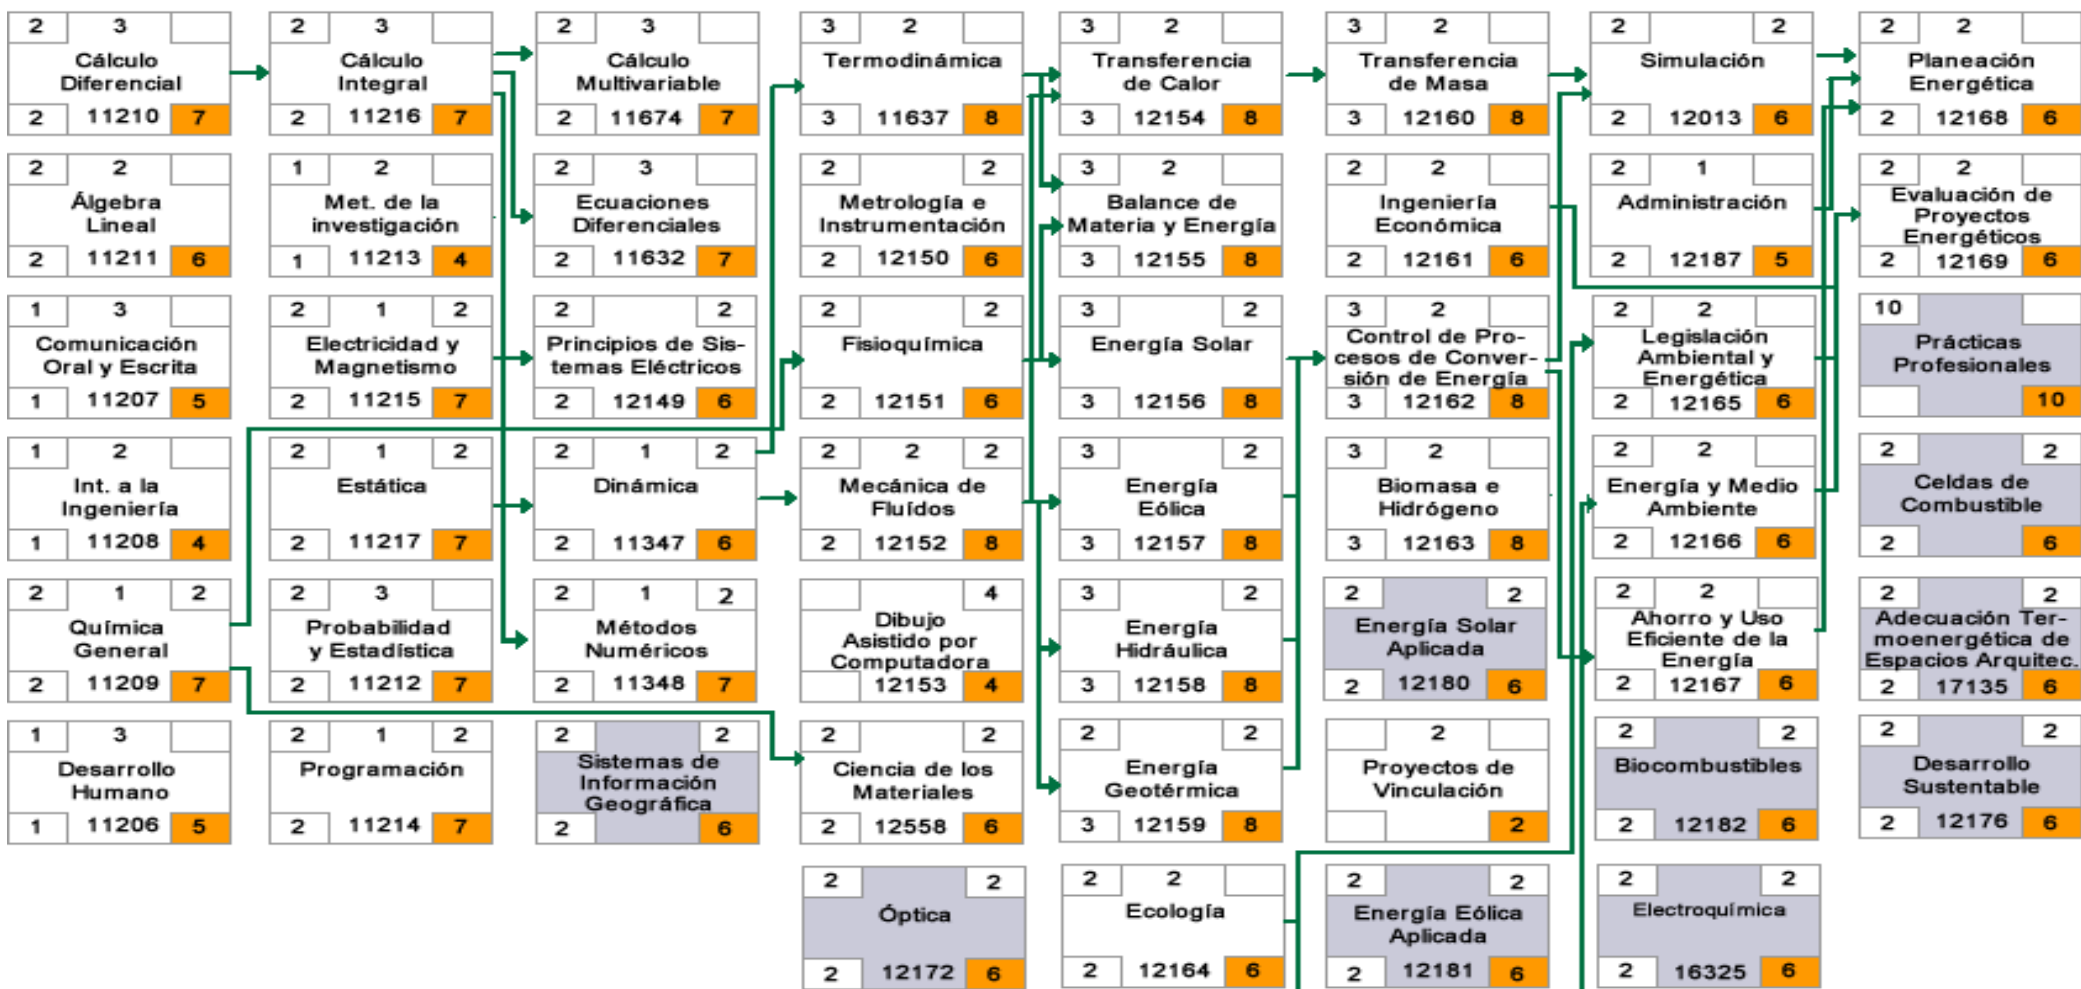 2 3
Cálculo
Diferencial
2 11210 7
2 3
Cálculo
Integral
2 11216 7
2 3
Cálculo
Multivariable
2 11674 7
3 2
Termodinámica
3 11637 8
3 2
Transferencia
de Calor
3 12154 8
3 2
Transferencia
de Masa
3 12160 8
2 2
Simulación
2 12013 6
2 2
Planeación
Energética
2 12168 6
2 2
Álgebra
Lineal
2 11211 6
1 2
Met. de la
investigación
1 11213 4
2 3
Ecuaciones
Diferenciales
2 11632 7
2 2
Metrología e
Instrumentación
2 12150 6
3 2
Balance de
Materia y Energía
3 12155 8
2 2
Ingeniería
Económica
2 12161 6
2 1
Administración
2 12187 5
2 2
Evaluación de
Proyectos
Energéticos
2 12169 6
1 3
Comunicación
Oral y Escrita
1 11207 5
2 1 2
Electricidad y
Magnetismo
2 11215 7
2 2
Principios de Sis-
temas Eléctricos
2 12149 6
2 2
Fisioquímica
2 12151 6
3 2
Energía Solar
3 12156 8
3 2
Control de Pro-
cesos de Conver-
sión de Energía
3 12162 8
2 2
Legislación
Ambiental y
Energética
2 12165 6
10
Prácticas
Profesionales
10
1 2
Int. a la
Ingeniería
1 11208 4
2 1 2
Estática
2 11217 7
2 1 2
Dinámica
2 11347 6
2 2 2
Mecánica de
Fluídos
2 12152 8
3 2
Energía
Eólica
3 12157 8
3 2
Biomasa e
Hidrógeno
3 12163 8
2 2
Energía y Medio
Ambiente
2 12166 6
2 2
Celdas de
Combustible
2 6
2 1 2
Química
General
2 11209 7
2 3
Probabilidad
y Estadística
2 11212 7
2 1 2
Métodos
Numéricos
2 11348 7
4
Dibujo
Asistido por
Computadora
12153 4
3 2
Energía
Hidráulica
3 12158 8
2 2
Energía Solar
Aplicada
2 12180 6
2 2
Ahorro y Uso
Eficiente de la
Energía
2 12167 6
2 2
Adecuación Ter-
moenergética de
Espacios Arquitec.
2 17135 6
1 3
Desarrollo
Humano
1 11206 5
2 1 2
Programación
2 11214 7
2 2
Sistemas de
Información
Geográfica
2 6
2 2
Ciencia de los
Materiales
2 12558 6
2 2
Energía
Geotérmica
3 12159 8
2
Proyectos de
Vinculación
2
2 2
Biocombustibles
2 12182 6
2 2
Desarrollo
Sustentable
2 12176 6
2 2
Óptica
2 12172 6
2 2
Ecología
2 12164 6
2 2
Energía Eólica
Aplicada
2 12181 6
2 2
Electroquímica
2 16325 6